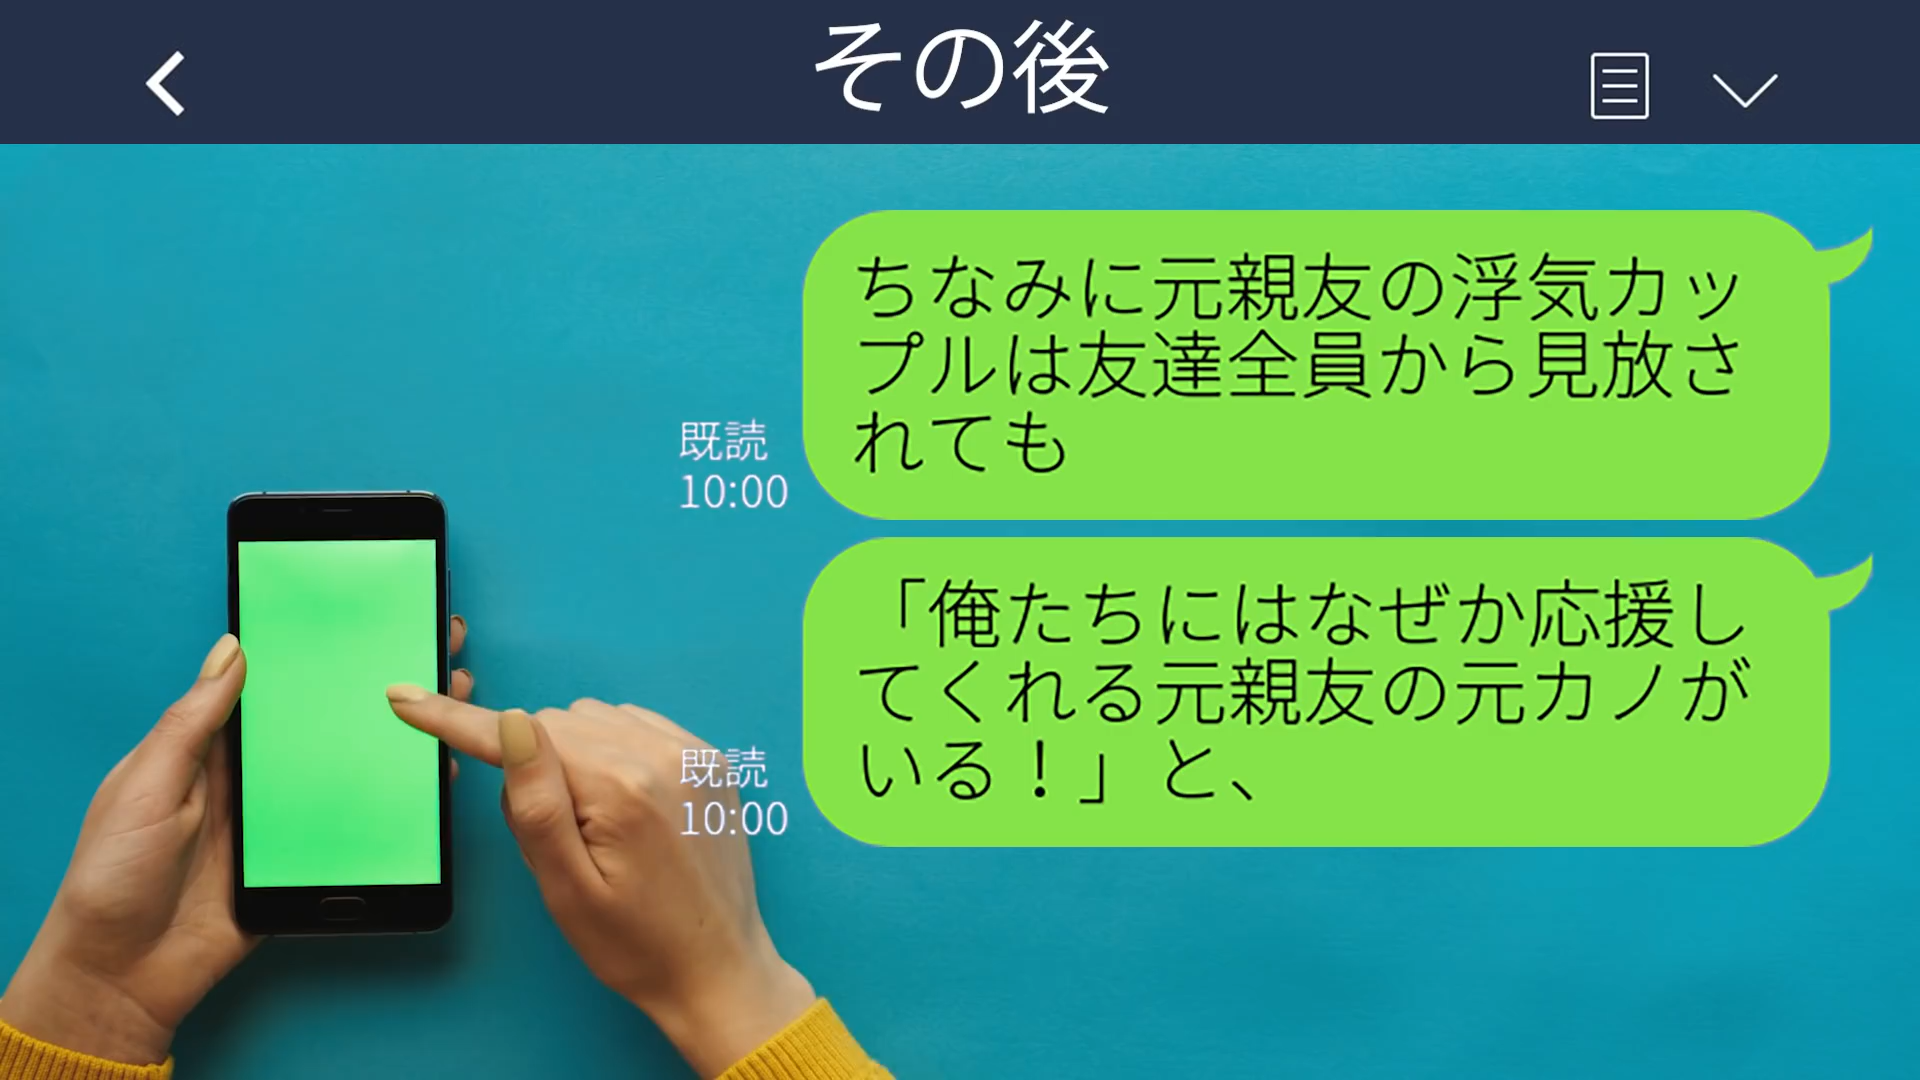 その後
ちなみに元親友の浮気カッ
プルは友達全員から見放さ
れても
既読
10:00
「俺たちにはなぜか応援し
てくれる元親友の元カノが
いる！」と、
既読
10:00